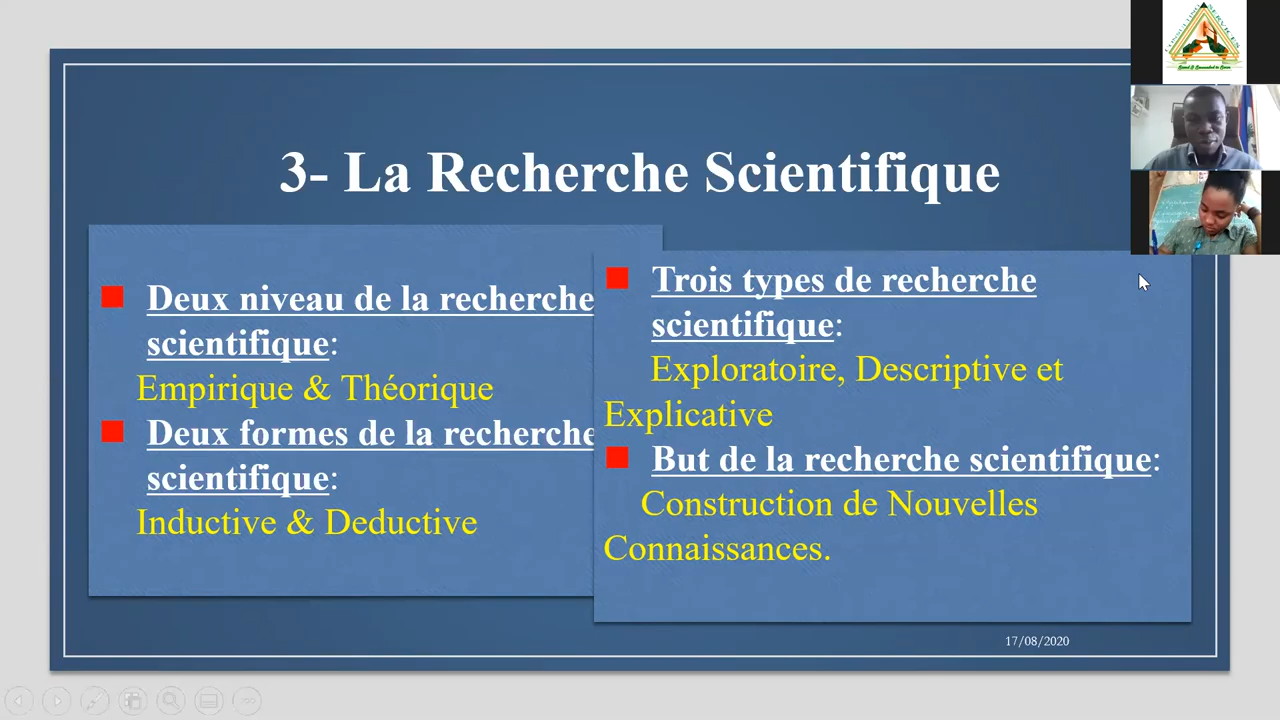 3- La Recherche Scientifique
Deux niveau de la recherche
scientifique:
Empirique & Théorique
Deux formes de la recherche
scientifique:
Inductive & Deductive
Trois types de recherche
scientifique:
Exploratoire, Descriptive et
Explicative
But de la recherche scientifique:
Construction de Nouvelles
Connaissances.
17/08/2020